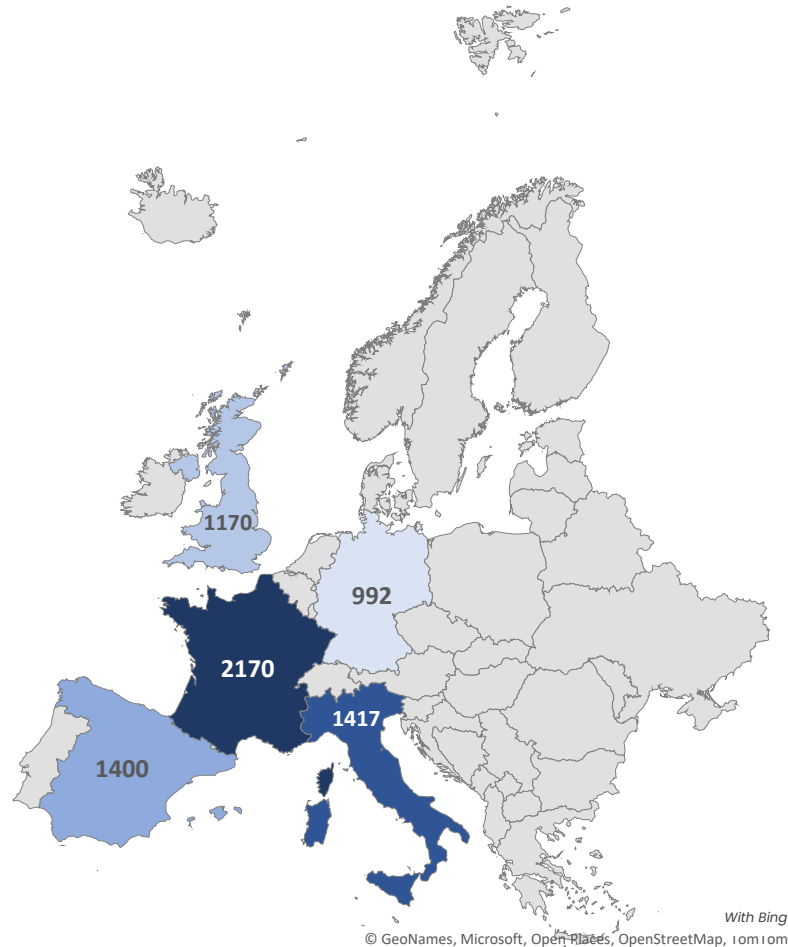 1170
992
2170
1417
1400
With Bing
© GeoNames, Microsoft, Open Places, OpenStreetMap,